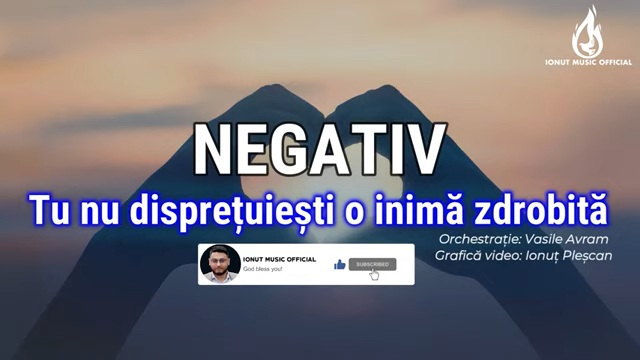 IONUT MUSIC OFFICIAL
NEGATIV
Tu nu disprețuiești o inimă zdrobită
Orchestrație: Vasile Avram
Grafică video: Ionuț Pleșcan
IONUT MUSIC OFFICIAL
God bless you!
SUBSCRIBED!